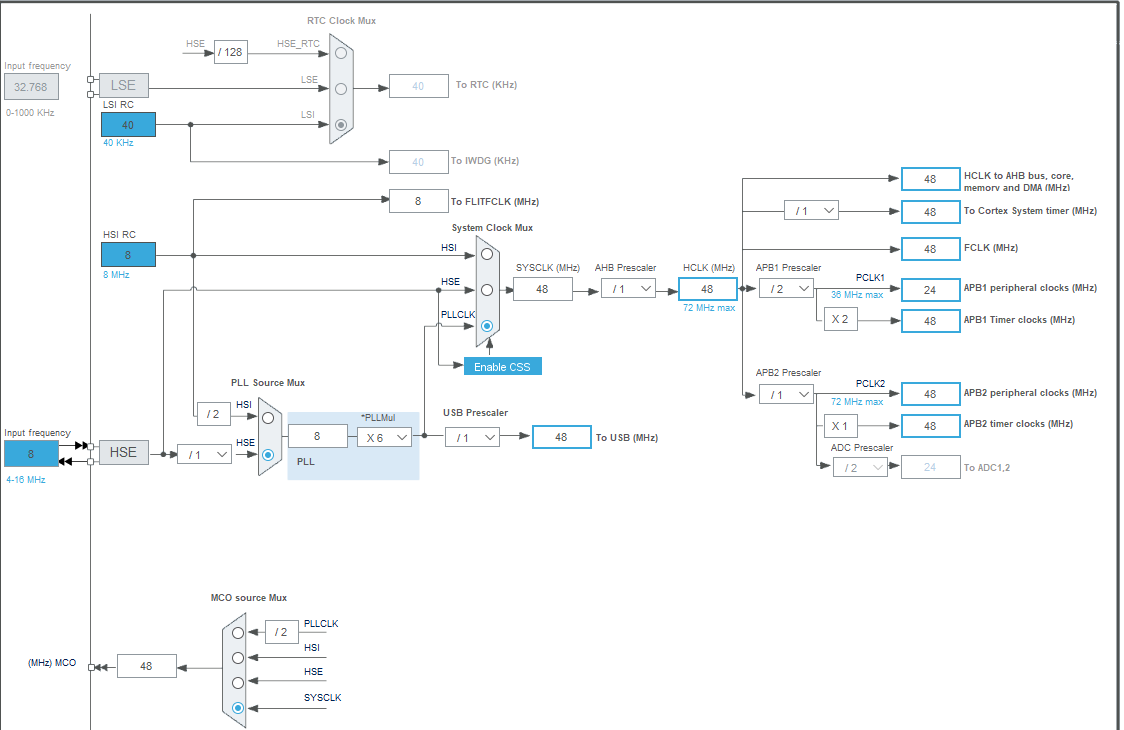 RTC Clock Mux
HSE
/ 128
HSE_RTC
Input frequency
32.768
0-1000 KHz
LSE
LSE
40
To RTC (KHz)
LSI RC
40
40 KHz
LSI
40
To IWDG (KHz)
8
To FLITFCLK (MHz)
HSI RC
8
8 MHz
System Clock Mux
HSI
HSE
PLLCLK
Enable CSS
SYSCLK (MHz)
48
AHB Prescaler
/ 1
HCLK (MHz)
48
72 MHz max
48
HCLK to AHB bus, core,
memory and DMA (MHz)
/ 1
48
To Cortex System timer (MHz)
48
FCLK (MHz)
APB1 Prescaler
/ 2
PCLK1
36 MHz max
24
APB1 peripheral clocks (MHz)
X 2
48
APB1 Timer clocks (MHz)
APB2 Prescaler
/ 1
PCLK2
72 MHz max
48
APB2 peripheral clocks (MHz)
X 1
48
APB2 timer clocks (MHz)
ADC Prescaler
/ 2
24
To ADC1,2
PLL Source Mux
/ 2
HSI
HSE
Input frequency
8
4-16 MHz
HSE
/ 1
8
*PLLMul
X 6
PLL
USB Prescaler
/ 1
48
To USB (MHz)
MCO source Mux
/ 2
PLLCLK
HSI
HSE
SYSCLK
(MHz) MCO
48